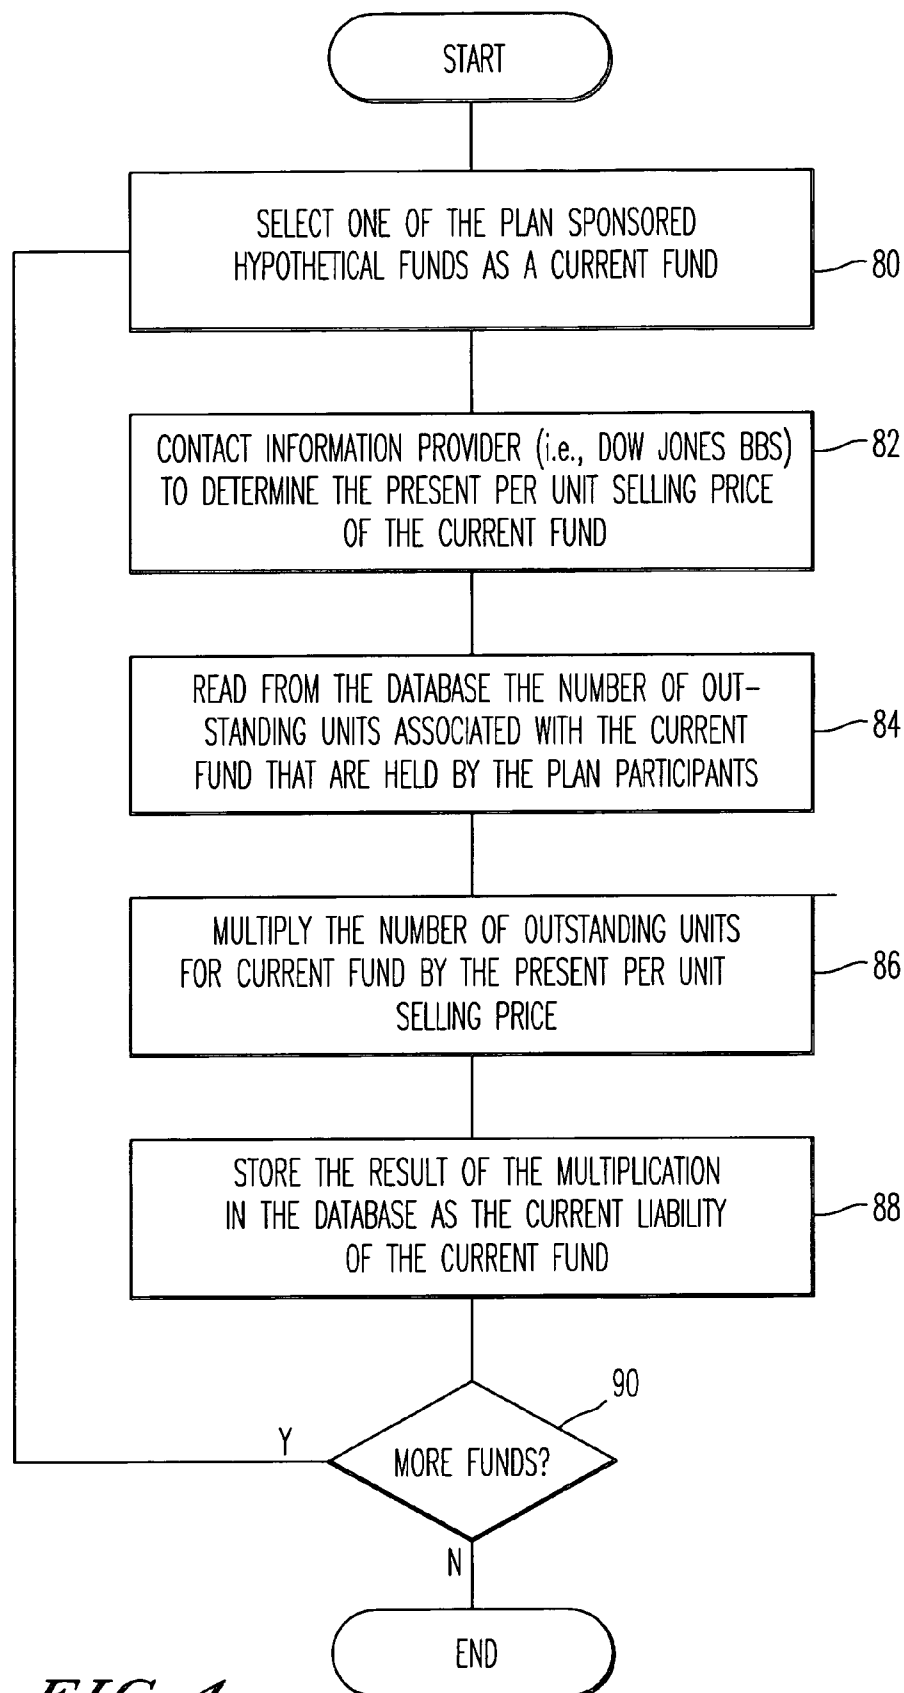 START
SELECT ONE OF THE PLAN SPONSORED
HYPOTHETICAL FUNDS AS A CURRENT FUND
80
CONTACT INFORMATION PROVIDER (i.e., DOW JONES BBS)
TO DETERMINE THE PRESENT PER UNIT SELLING PRICE
OF THE CURRENT FUND
82
READ FROM THE DATABASE THE NUMBER OF OUT-
STANDING UNITS ASSOCIATED WITH THE CURRENT
FUND THAT ARE HELD BY THE PLAN PARTICIPANTS
84
MULTIPLY THE NUMBER OF OUTSTANDING UNITS
FOR CURRENT FUND BY THE PRESENT PER UNIT
SELLING PRICE
86
STORE THE RESULT OF THE MULTIPLICATION
IN THE DATABASE AS THE CURRENT LIABILITY
OF THE CURRENT FUND
88
90
MORE FUNDS?
Y
N
END
FIG.